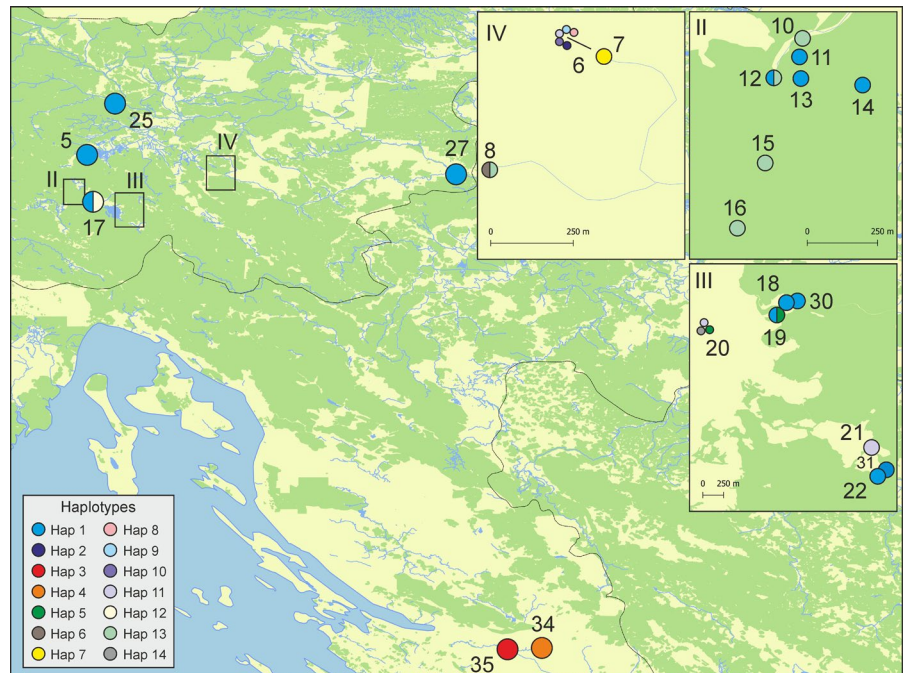 IV
7
6
8
0
250 m
II
10
11
12
13
14
15
16
0
250 m
25
5
IV
27
II
III
17
III
18
30
19
20
21
31
22
0
250 m
Haplotypes
Hap 1
Hap 2
Hap 3
Hap 4
Hap 5
Hap 6
Hap 7
Hap 8
Hap 9
Hap 10
Hap 11
Hap 12
Hap 13
Hap 14
34
35